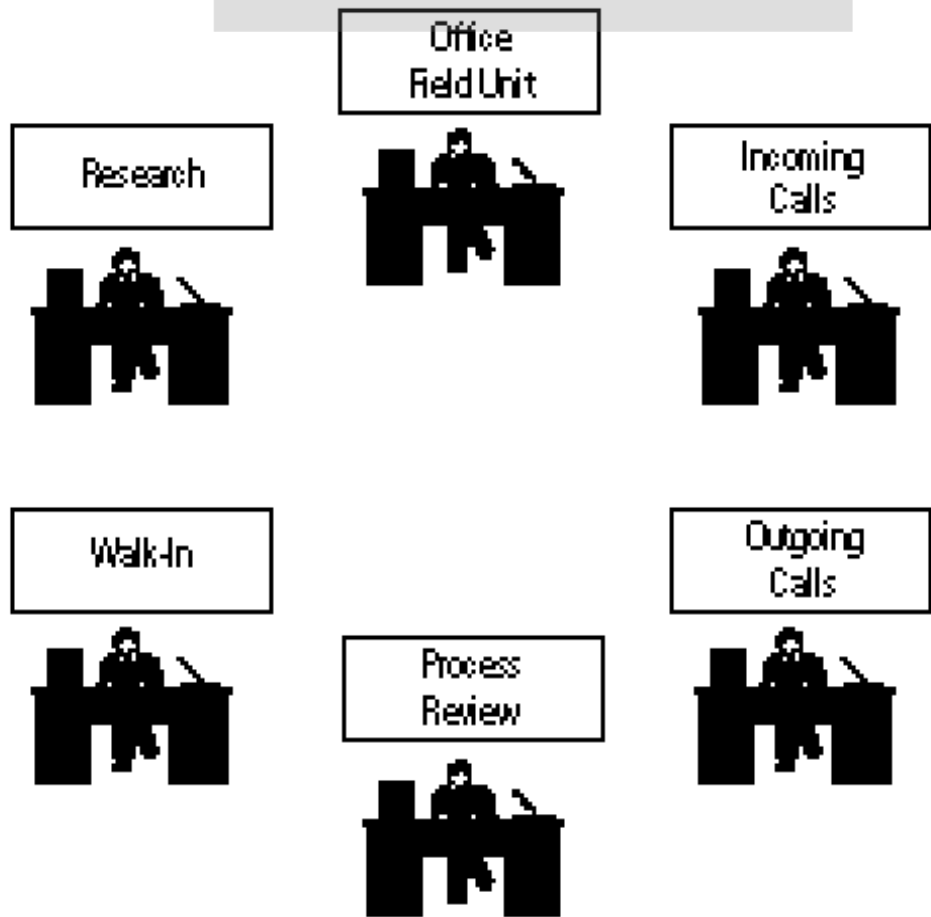 Office
Field Unit
Research
Incoming
Calls
Walk-In
Outgoing
Calls
Process
Review